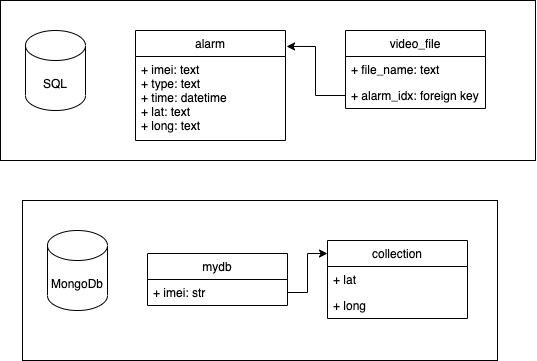 SQL
alarm
+ imei: text
+ type: text
+ time: datetime
+ lat: text
+ long: text
video_file
+ file_name: text
+ alarm_idx: foreign key
MongoDb
mydb
+ imei: str
collection
+ lat
+ long